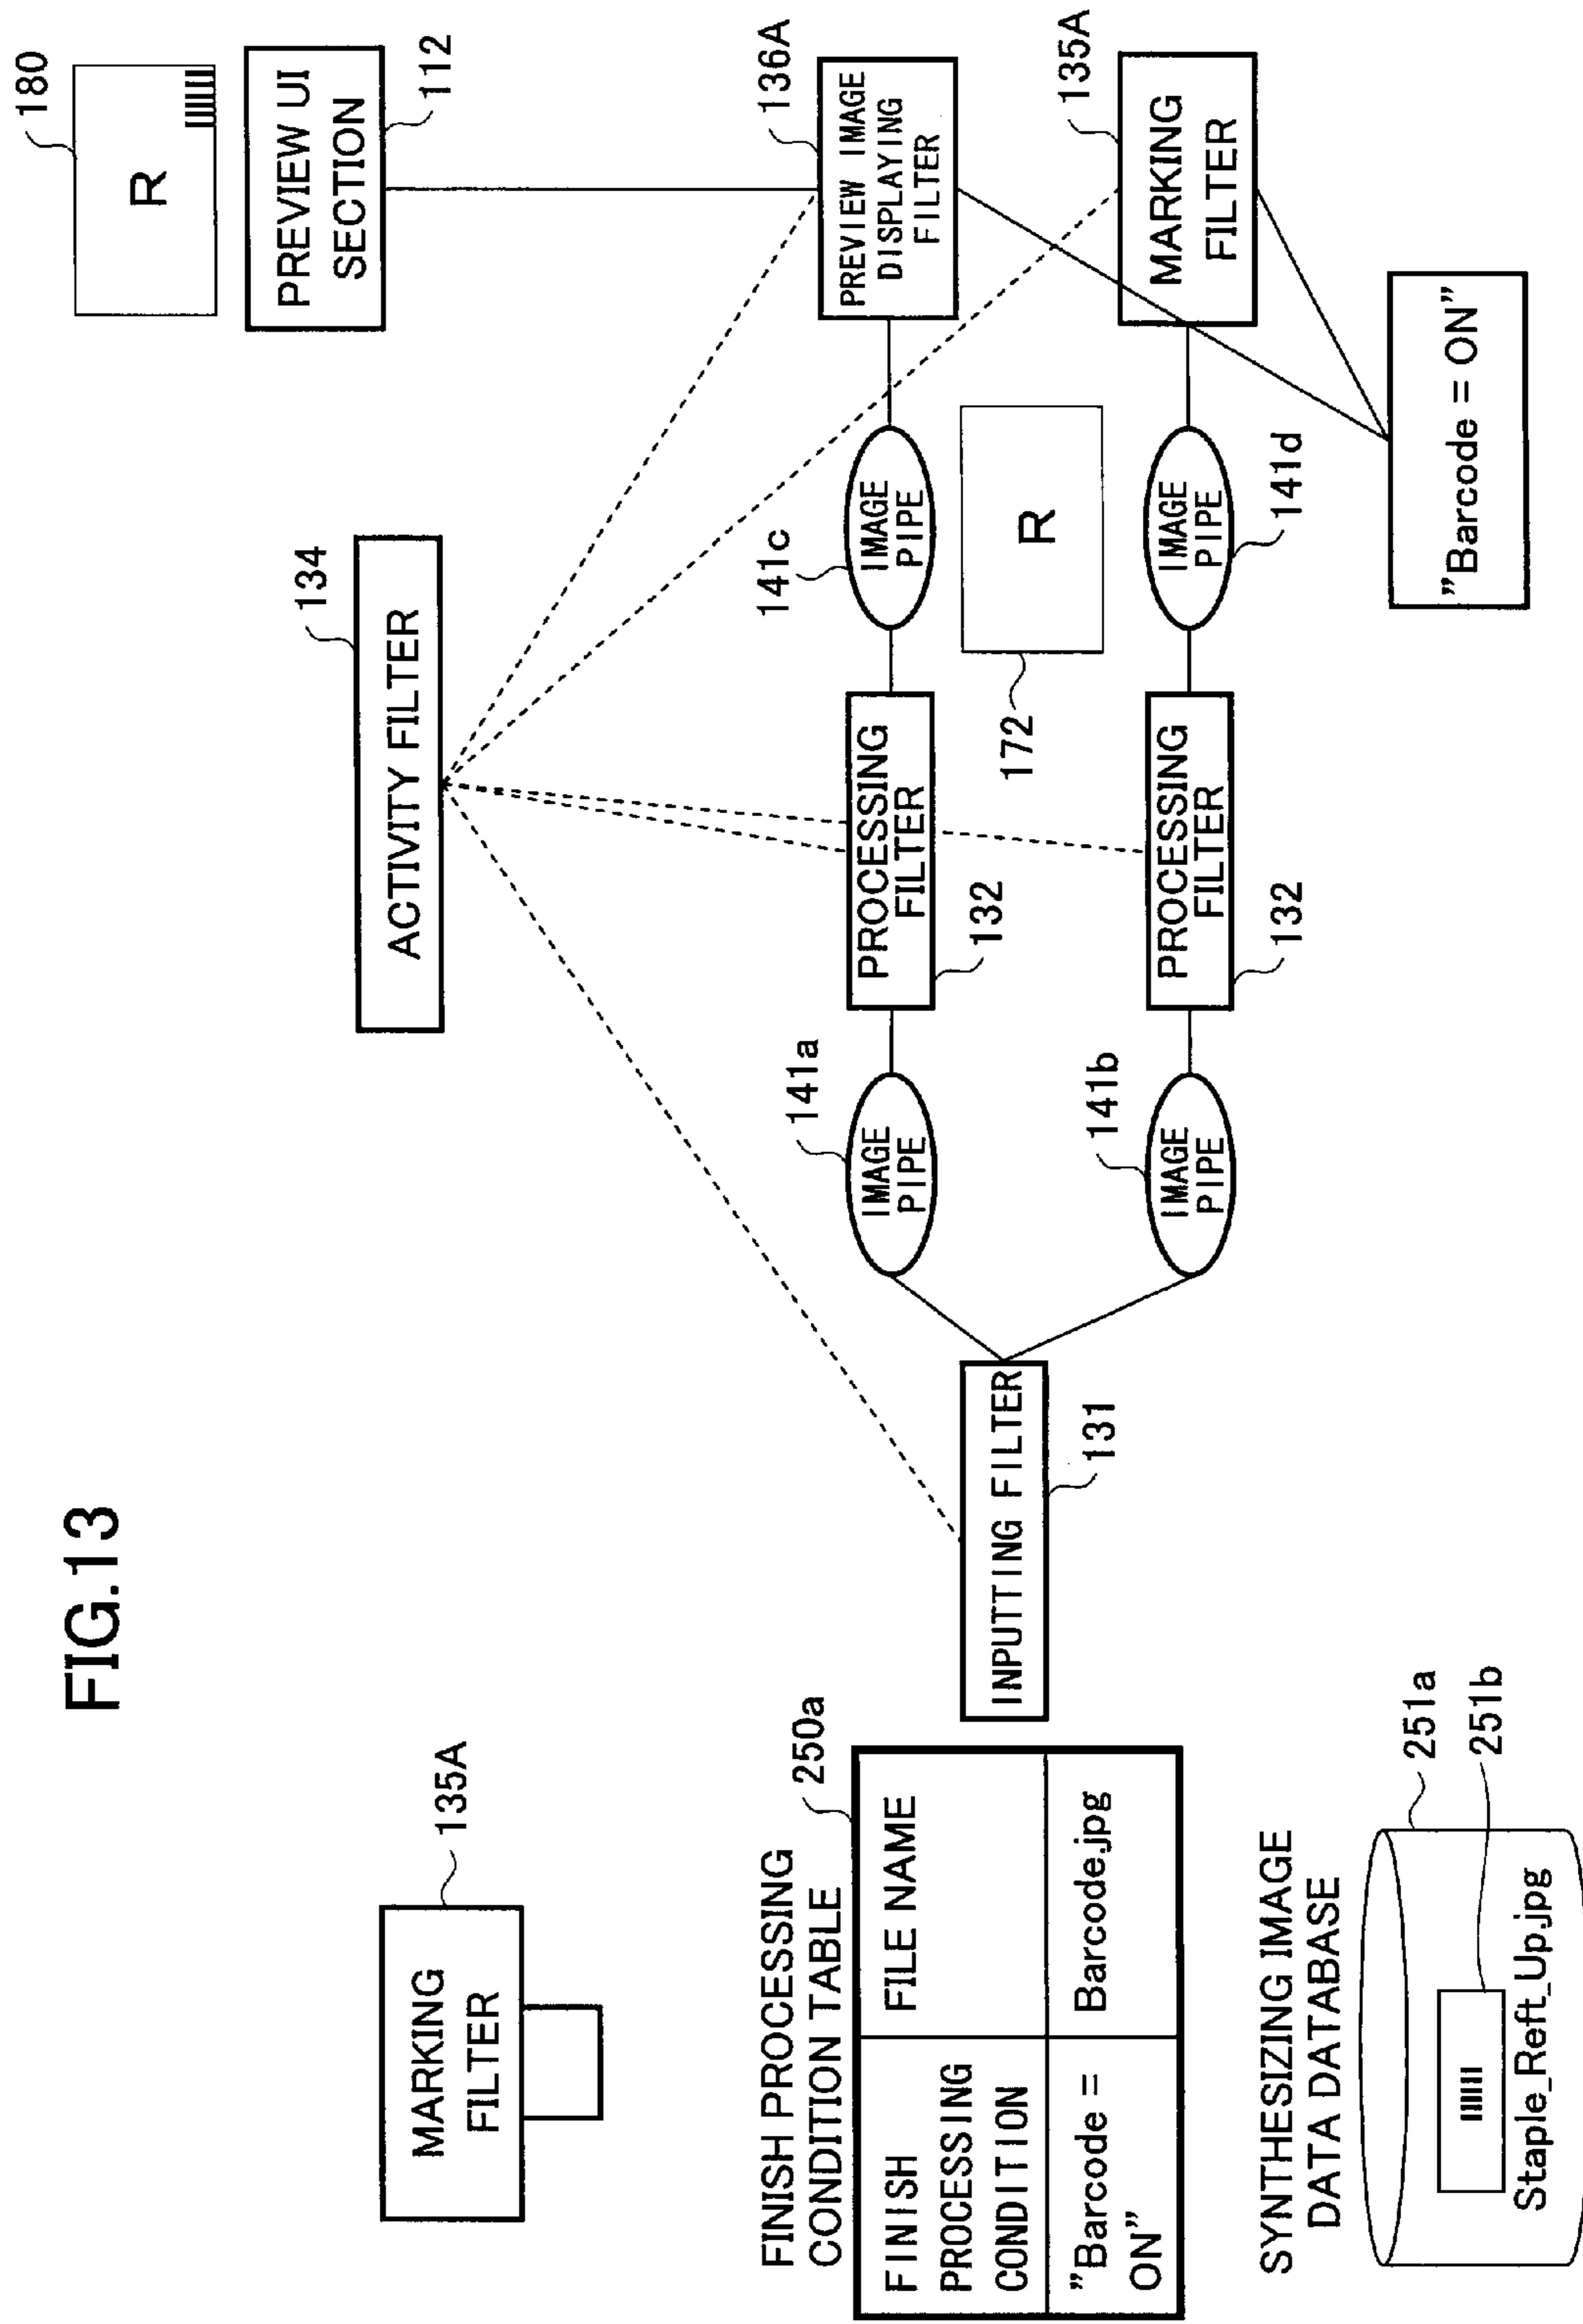 FIG.13
135A
MARKING
FILTER
FINISH PROCESSING
CONDITION TABLE
250a
FINISH
PROCESSING
CONDITION
FILE NAME
"Barcode =
ON"
Barcode.jpg
SYNTHESIZING IMAGE
DATA DATABASE
251a
251b
Staple_Reft_Up.jpg
134
ACTIVITY FILTER
INPUTTING FILTER
131
141a
IMAGE
PIPE
141b
IMAGE
PIPE
PROCESSING
FILTER
132
PROCESSING
FILTER
132
141c
IMAGE
PIPE
172
R
IMAGE
PIPE
141d
180
R
PREVIEW UI
SECTION
112
136A
PREVIEW IMAGE
DISPLAYING
FILTER
135A
MARKING
FILTER
"Barcode = ON"